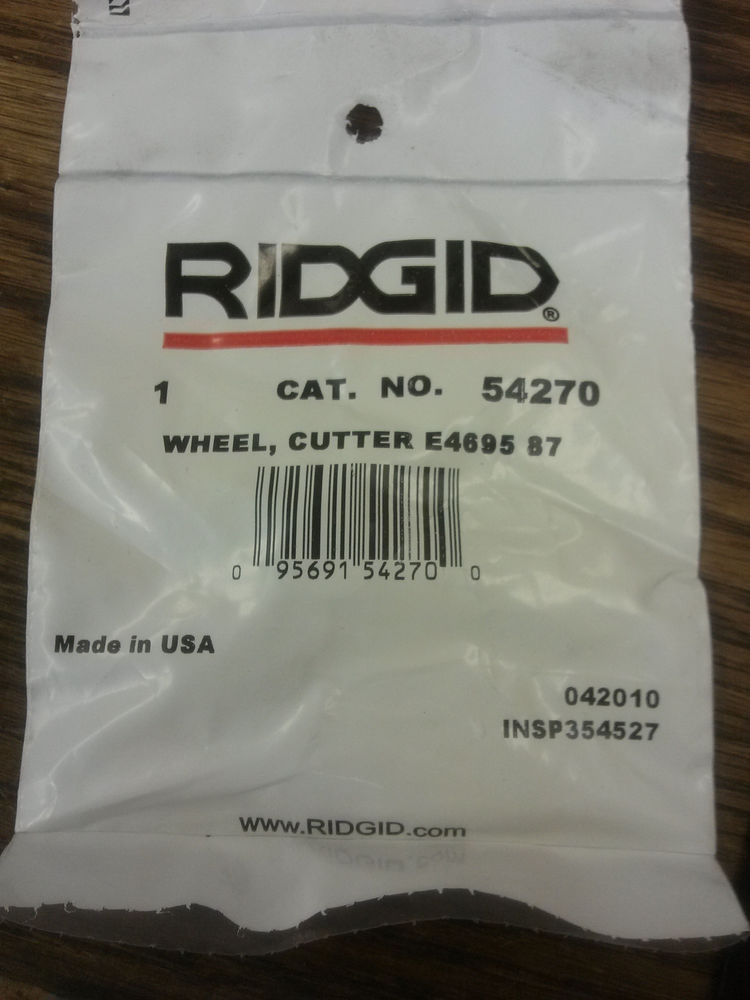 RIDGID®
1 CAT. NO. 54270
WHEEL, CUTTER E4695 87
0 95691 54270 0
Made in USA
042010
INSP354527
www.RIDGID.com